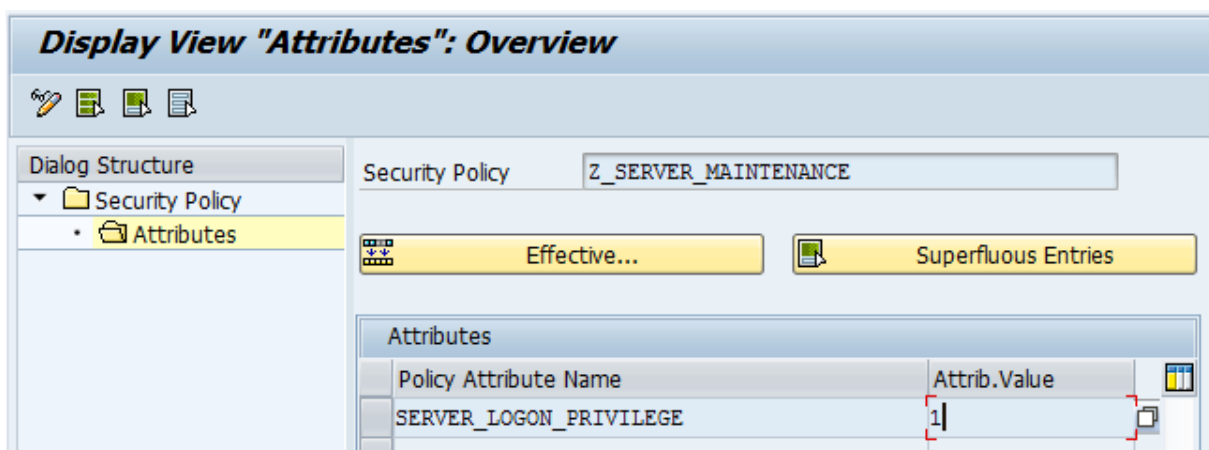 Display View "Attributes": Overview
Dialog Structure
Security Policy
Attributes
Security Policy Z_SERVER_MAINTENANCE
Effective... Superfluous Entries
Attributes
Policy Attribute Name Attrib.Value
SERVER_LOGON_PRIVILEGE 1